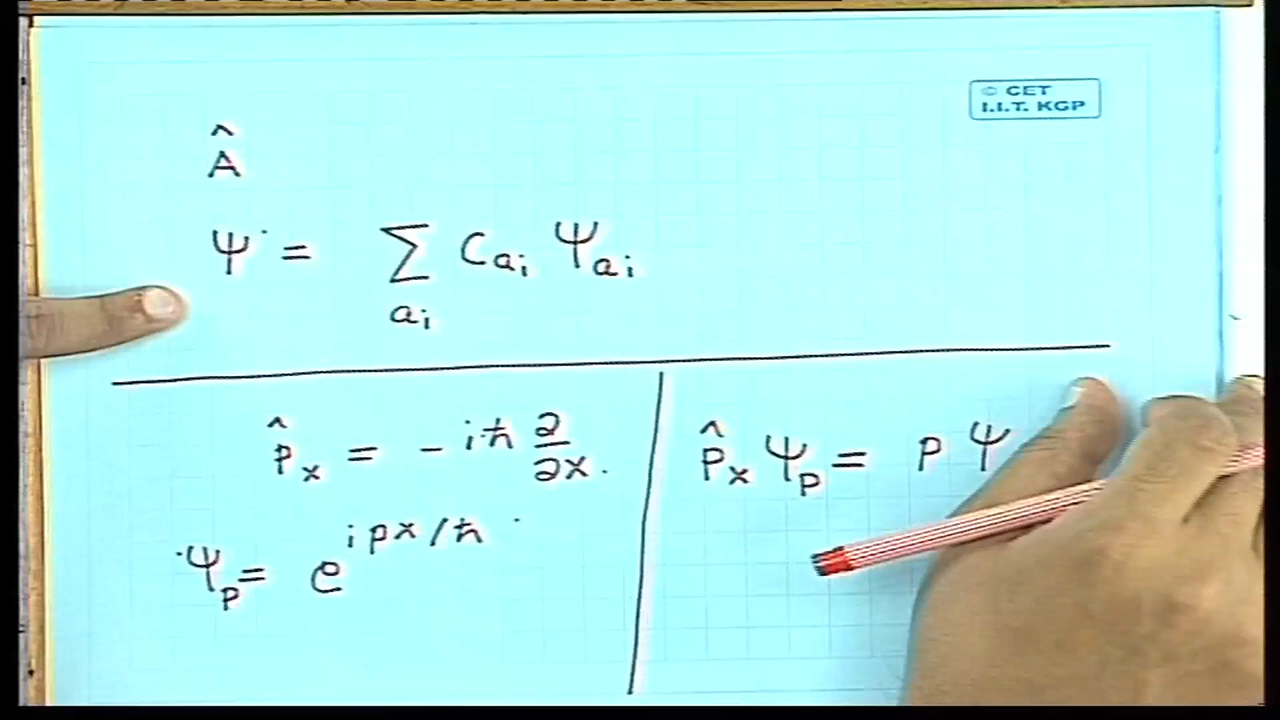 © CET
I.I.T. KGP
Â
Ψ = ∑ C_{a_i} Ψ_{a_i}
a_i
p̂_x = -iħ ∂/∂x.
Ψ_p = e^{ipx/ħ}
p̂_x Ψ_p = p Ψ